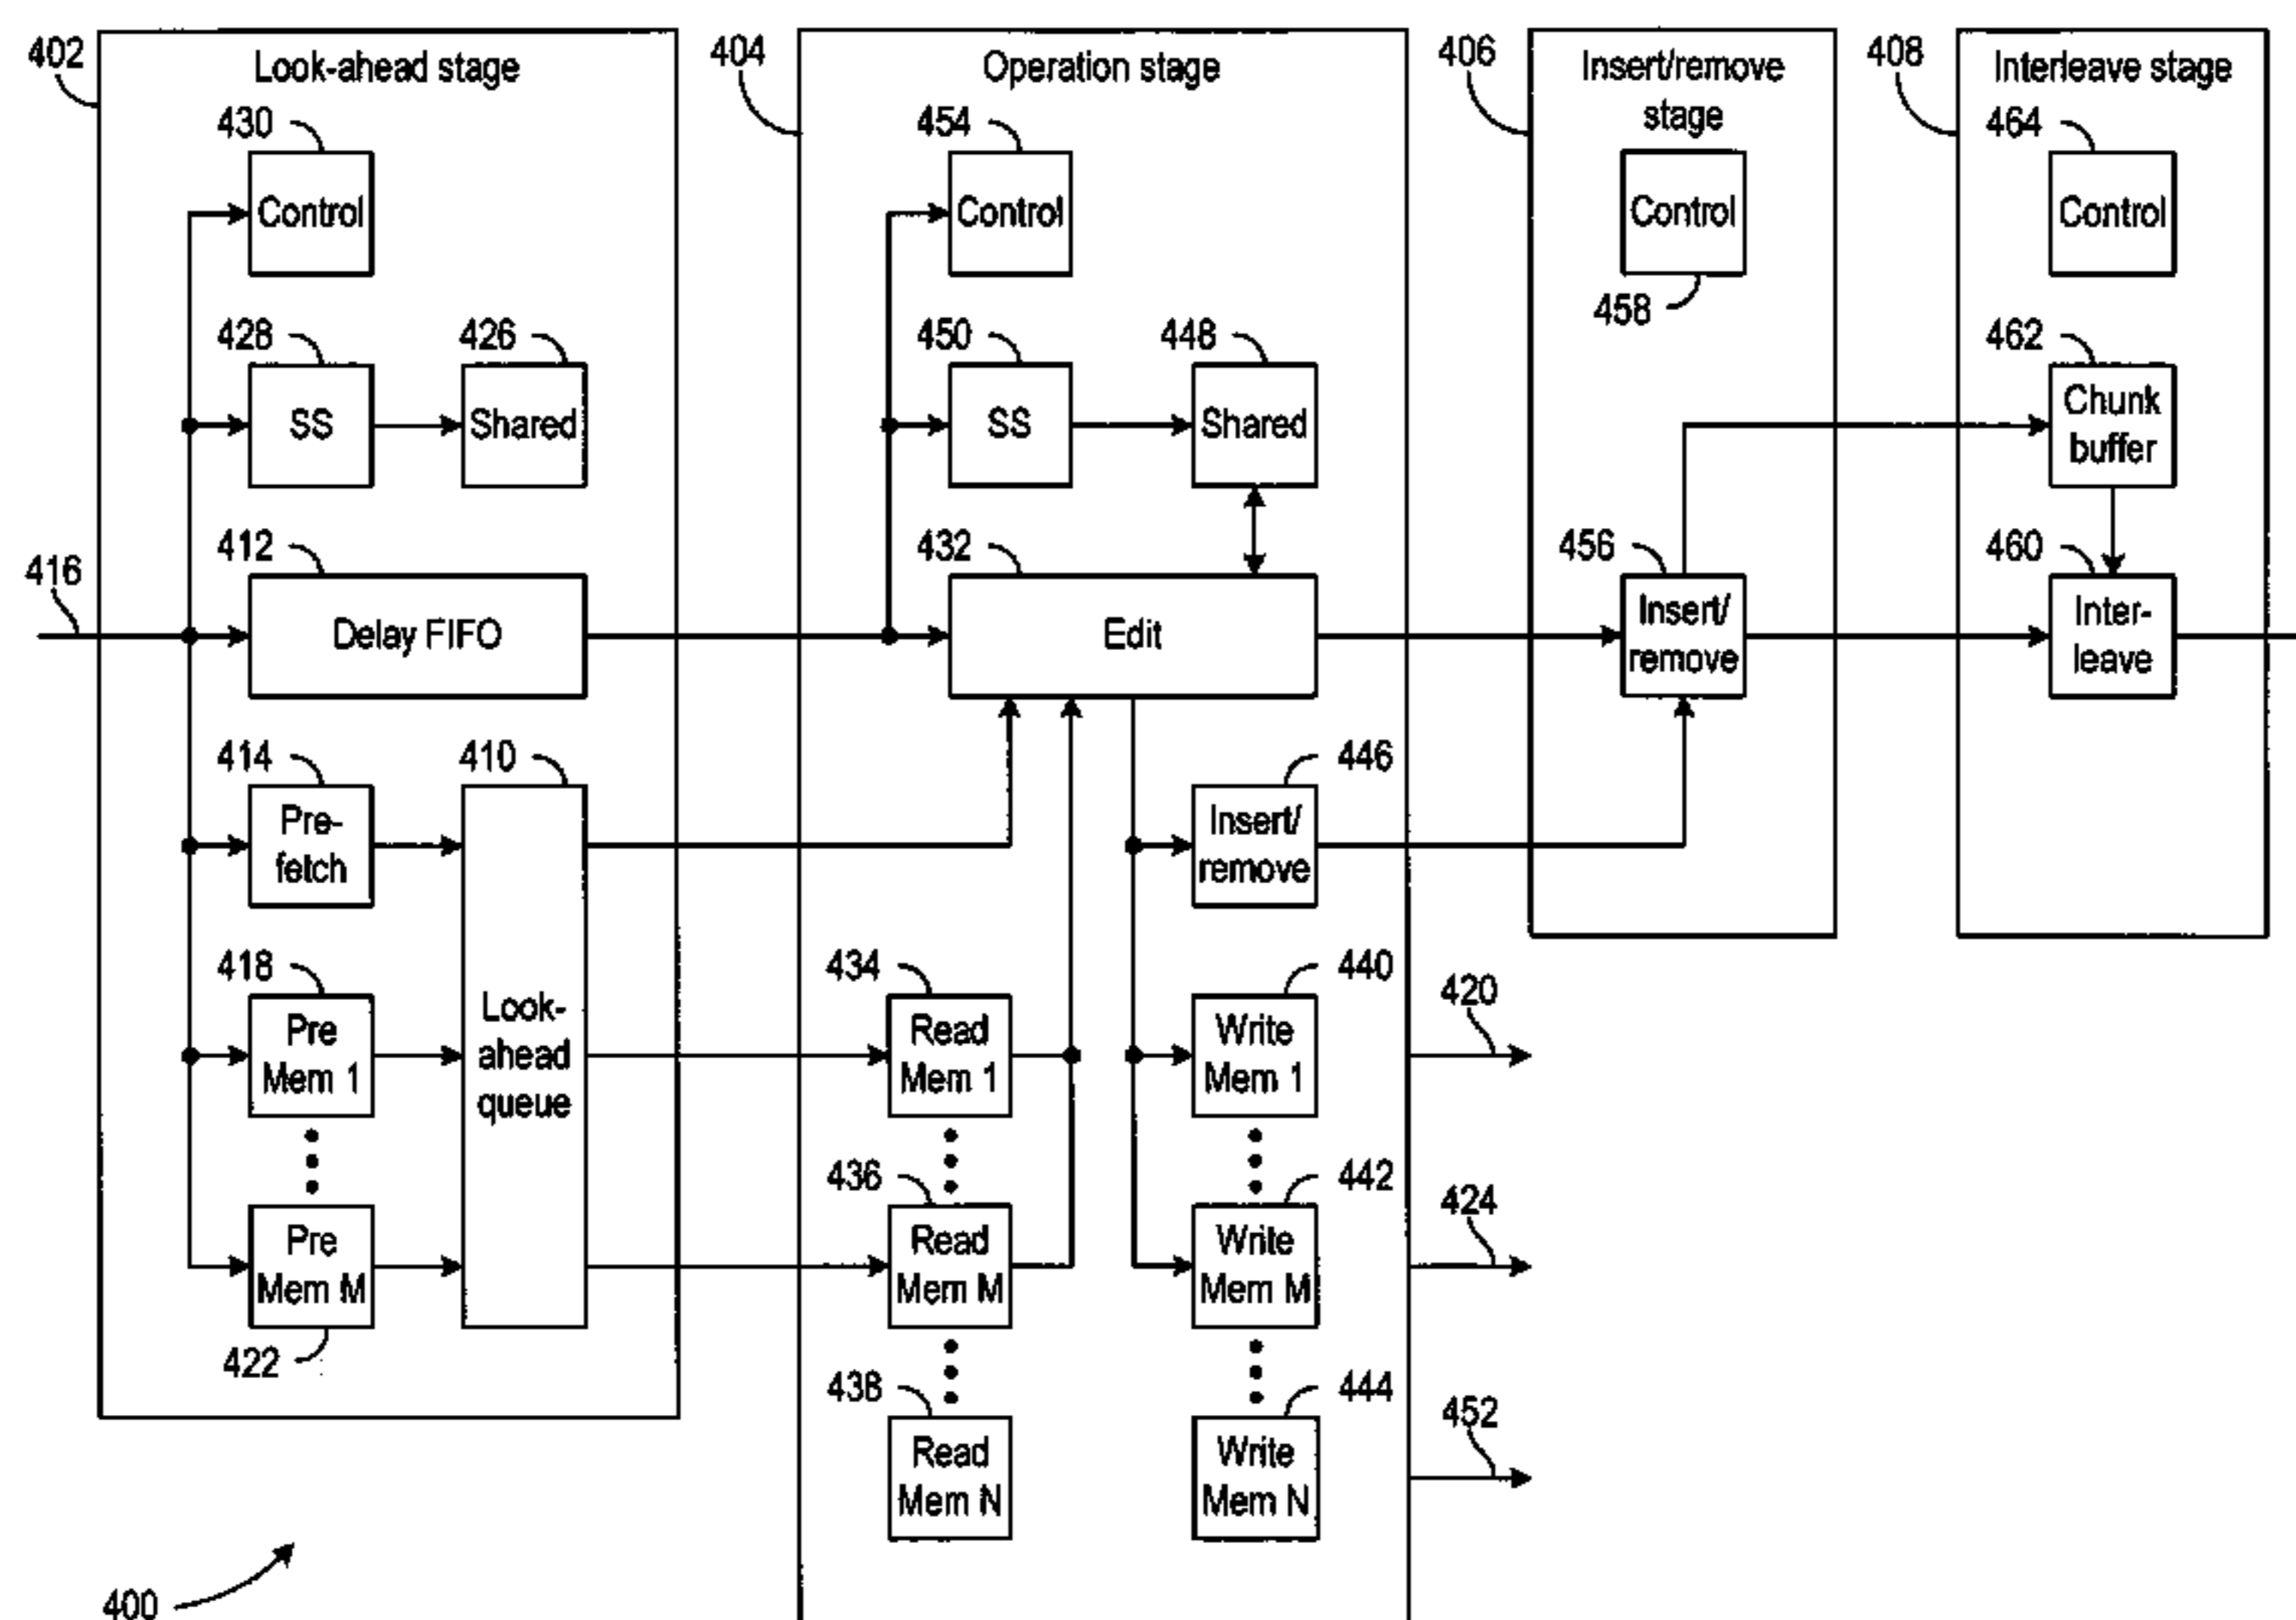 402
Look-ahead stage
404
Operation stage
406
Insert/remove
stage
408
Interleave stage
430
Control
454
Control
Control
458
464
Control
428
SS
426
Shared
450
SS
448
Shared
462
Chunk
buffer
416
412
Delay FIFO
432
Edit
456
Insert/
remove
460
Inter-
leave
414
Pre-
fetch
410
Look-
ahead
queue
446
Insert/
remove
418
Pre
Mem 1
434
Read
Mem 1
440
Write
Mem 1
420
Pre
Mem M
422
436
Read
Mem M
442
Write
Mem M
424
438
Read
Mem N
444
Write
Mem N
452
400